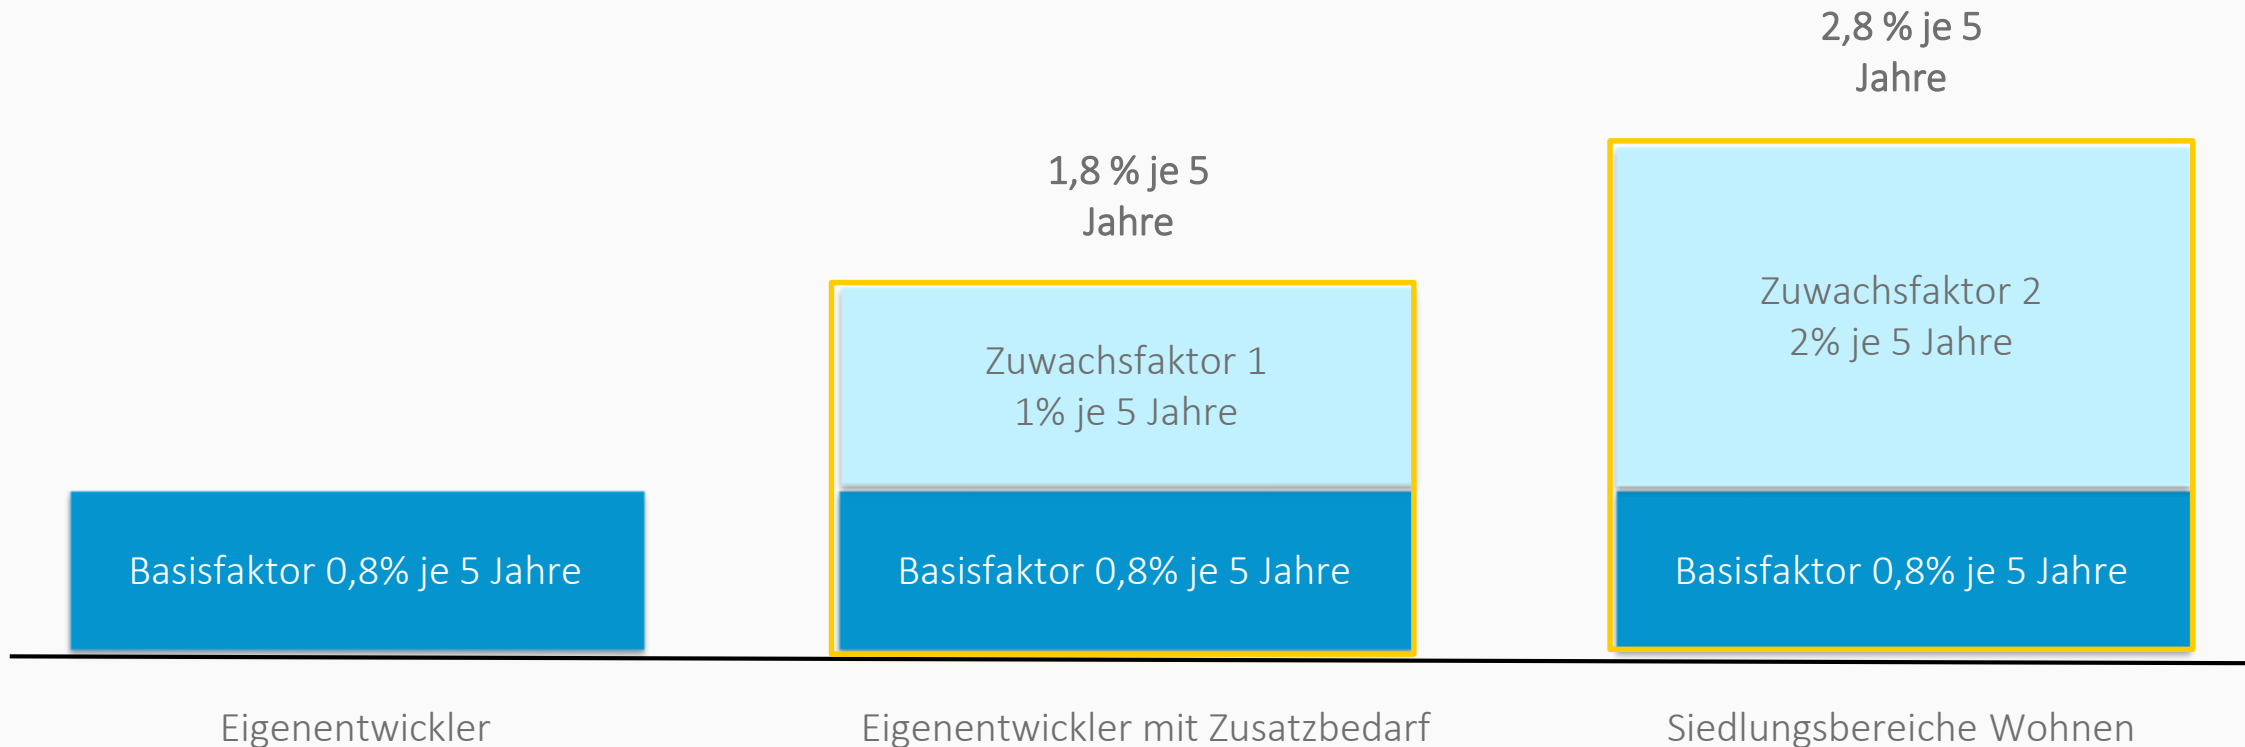 2,8 % je 5
Jahre
1,8 % je 5
Jahre
Zuwachsfaktor 2
2% je 5 Jahre
Zuwachsfaktor 1
1% je 5 Jahre
Basisfaktor 0,8% je 5 Jahre
Basisfaktor 0,8% je 5 Jahre
Basisfaktor 0,8% je 5 Jahre
Eigenentwickler
Eigenentwickler mit Zusatzbedarf
Siedlungsbereiche Wohnen